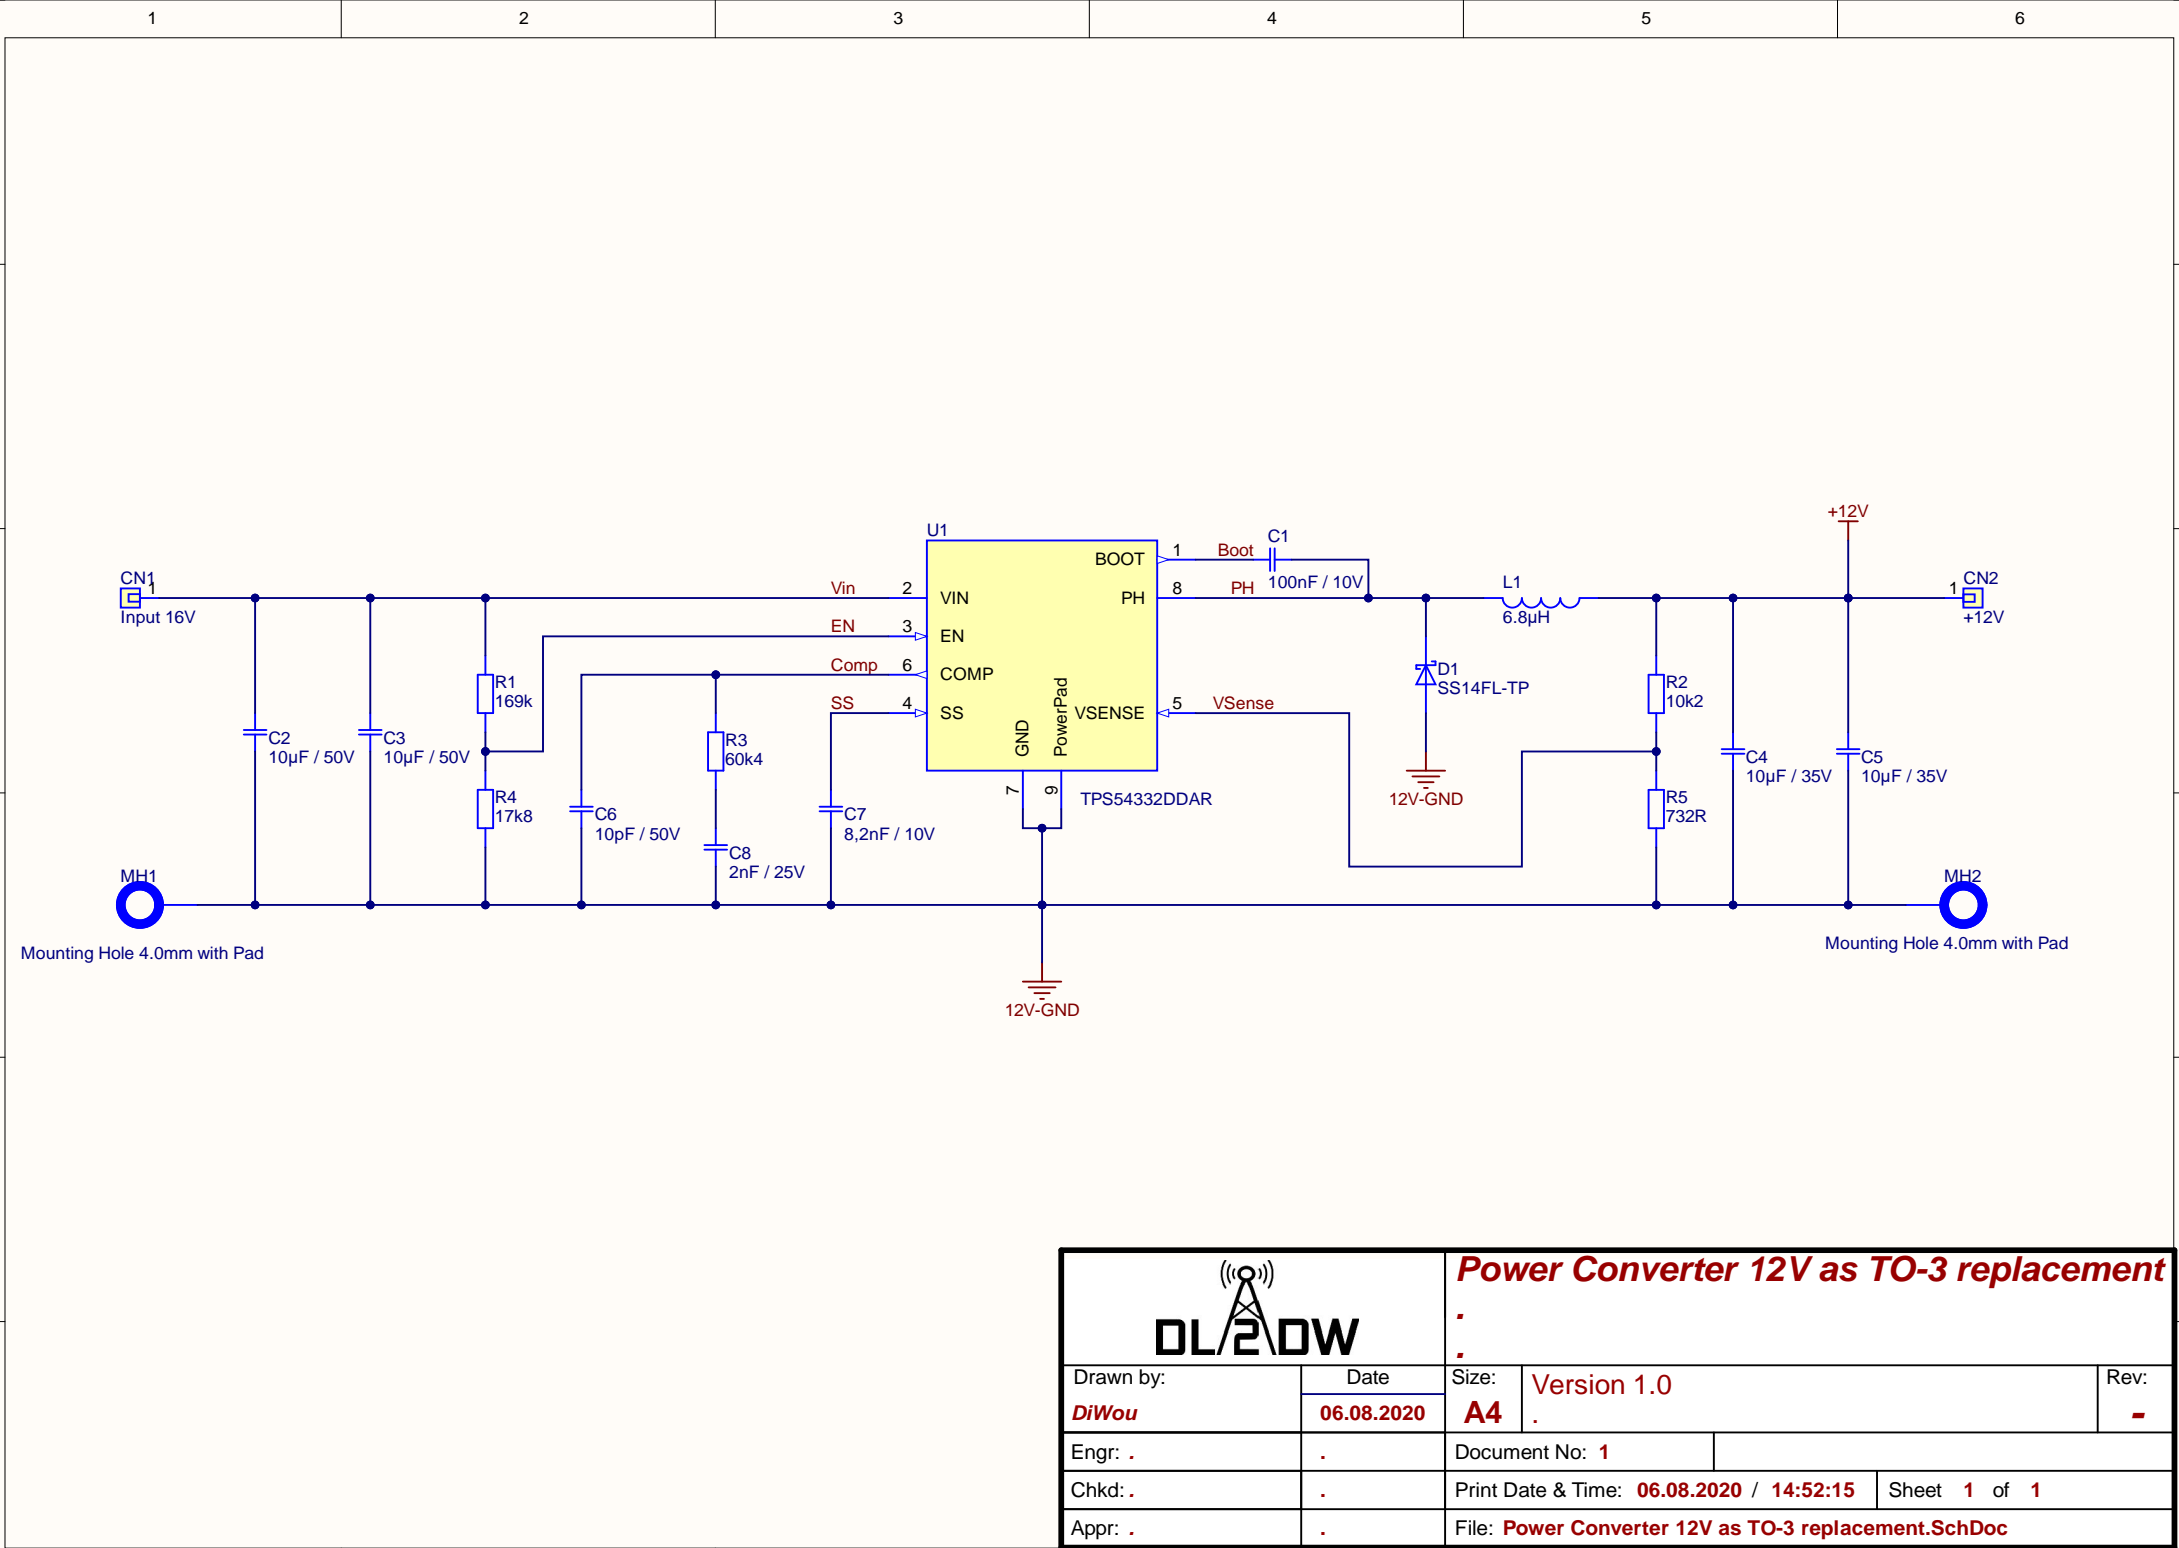 1 2 3 4 5 6
+12V
U1
C1
BOOT 1 Boot
100nF / 10V
CN1
1
Input 16V
Vin 2 VIN
PH 8 PH
L1
6.8µH
1 CN2
+12V
EN 3 EN
Comp 6 COMP
SS 4 SS
VSENSE 5 VSense
GND
PowerPad
7
9
TPS54332DDAR
D1
SS14FL-TP
12V-GND
R1
169k
R2
10k2
C2
10µF / 50V
C3
10µF / 50V
R3
60k4
C4
10µF / 35V
C5
10µF / 35V
R4
17k8
R5
732R
C6
10pF / 50V
C7
8,2nF / 10V
C8
2nF / 25V
MH1
Mounting Hole 4.0mm with Pad
MH2
Mounting Hole 4.0mm with Pad
12V-GND
DL2DW
Power Converter 12V as TO-3 replacement
.
.
Drawn by:
DiWou
Date
06.08.2020
Size:
A4
Version 1.0
.
Rev:
-
Engr: . .
Document No: 1
Chkd: . .
Print Date & Time: 06.08.2020 / 14:52:15
Sheet 1 of 1
Appr: . .
File: Power Converter 12V as TO-3 replacement.SchDoc